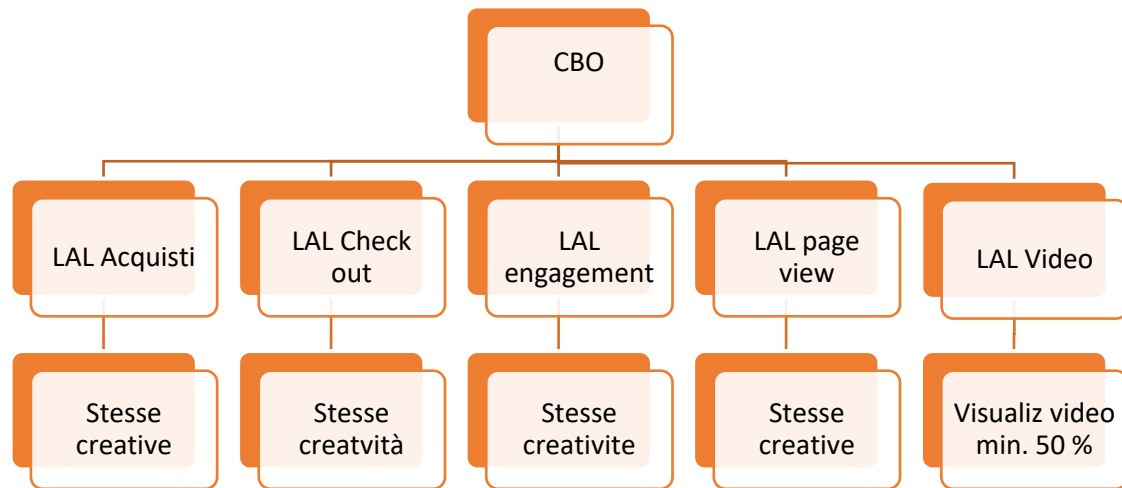 CBO
LAL Acquisti
LAL Check
out
LAL
engagement
LAL page
view
LAL Video
Stesse
creative
Stesse
creatvità
Stesse
creativite
Stesse
creative
Visualiz video
min. 50 %